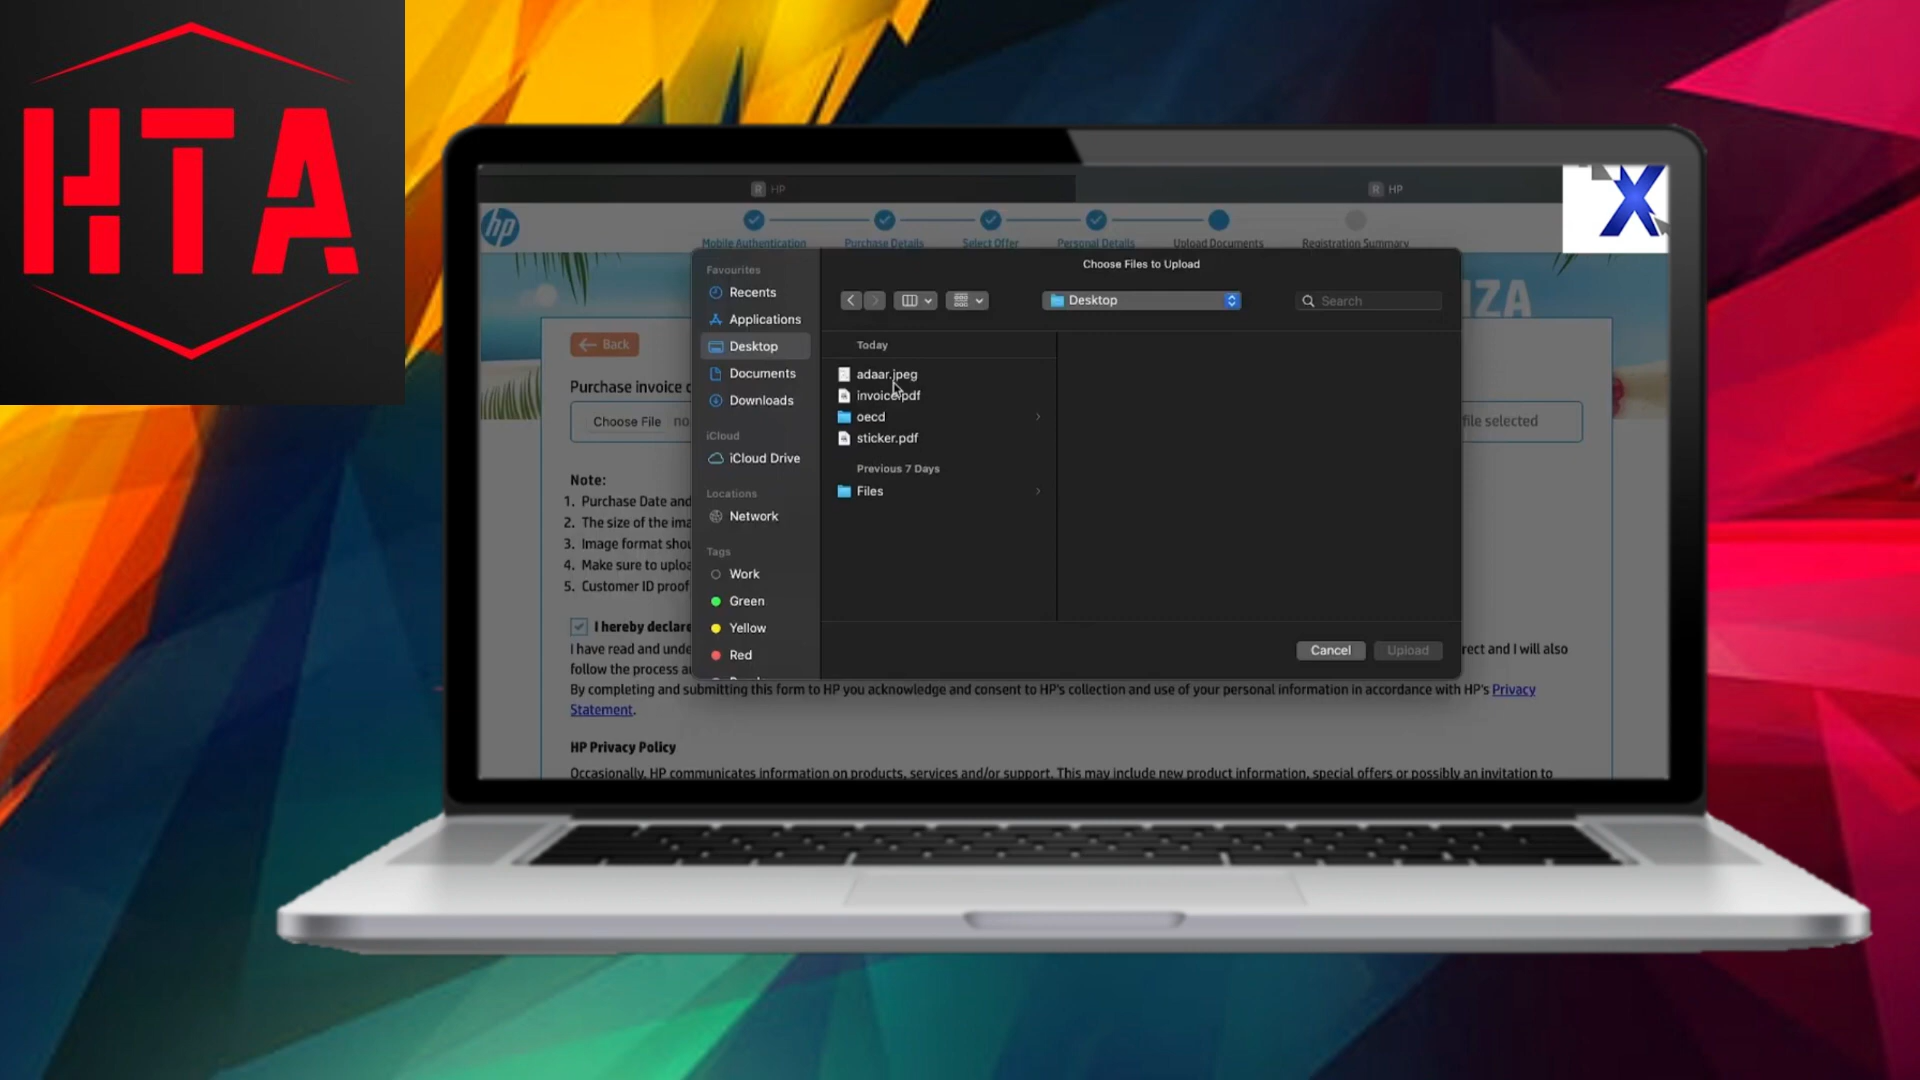 HTA
R HP
R HP
X
hp
Mobile Authentication
Purchase Details
Select Offer
Personal Details
Upload Documents
Registration Summary
IZA
Back
Purchase invoice
Choose File no
file selected
Note:
1. Purchase Date and
2. The size of the ima
3. Image format shou
4. Make sure to uploa
5. Customer ID proof
I hereby declare
I have read and unde
rect and I will also
follow the process a
By completing and submitting this form to HP you acknowledge and consent to HP's collection and use of your personal information in accordance with HP's Privacy
Statement.
HP Privacy Policy
Occasionally, HP communicates information on products, services and/or support. This may include new product information, special offers or possibly an invitation to
Choose Files to Upload
Favourites
Recents
Applications
Desktop
Documents
Downloads
iCloud
iCloud Drive
Locations
Network
Tags
Work
Green
Yellow
Red
Desktop
Search
Today
adaar.jpeg
invoice.pdf
oecd
sticker.pdf
Previous 7 Days
Files
Cancel
Upload